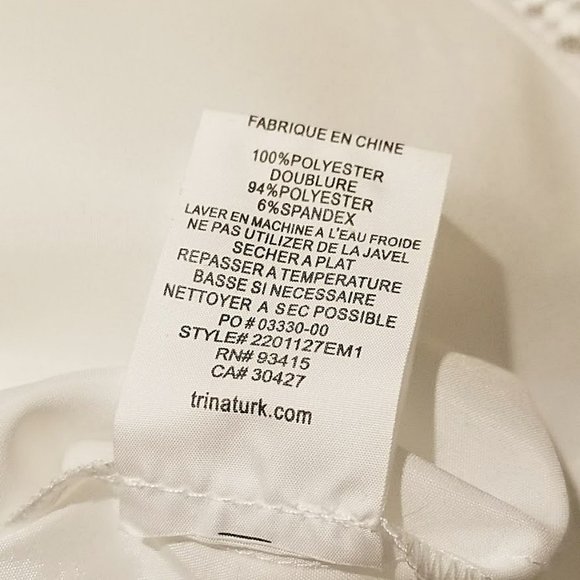 FABRIQUE EN CHINE
100%POLYESTER
DOUBLURE
94%POLYESTER
6%SPANDEX
LAVER EN MACHINE A L'EAU FROIDE
NE PAS UTILIZER DE LA JAVEL
SECHER A PLAT
REPASSER A TEMPERATURE
BASSE SI NECESSAIRE
NETTOYER A SEC POSSIBLE
PO # 03330-00
STYLE# 2201127EM1
RN# 93415
CA# 30427
trinaturk.com